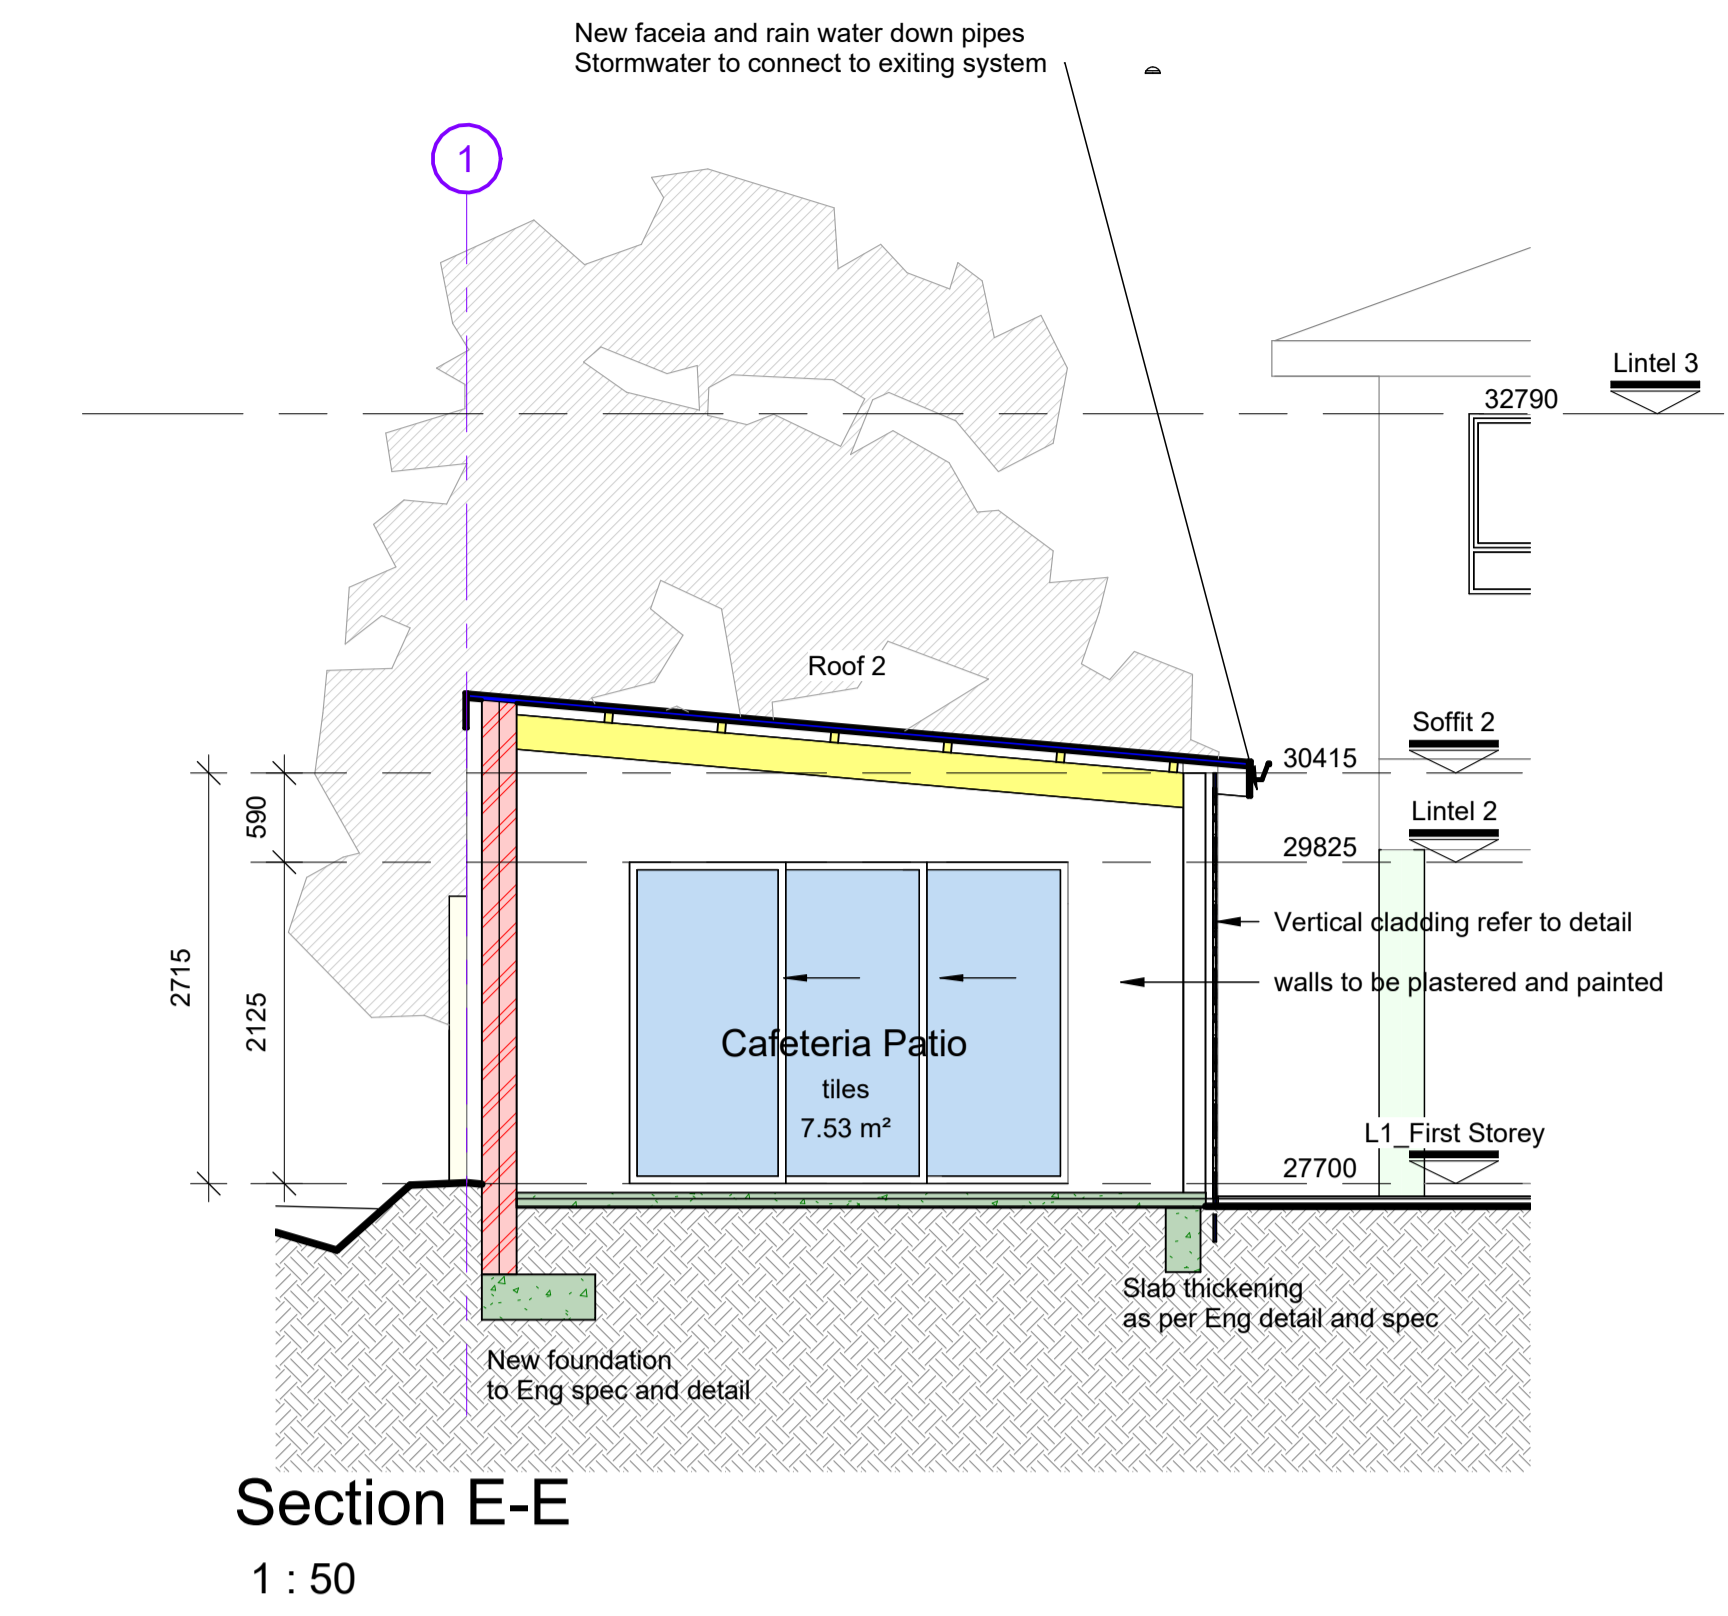 New faceia and rain water down pipes
Stormwater to connect to exiting system
1
Lintel 3
32790
Roof 2
Soffit 2
30415
590
Lintel 2
29825
Vertical cladding refer to detail
2715
walls to be plastered and painted
2125
Cafeteria Patio
tiles
7.53 m²
L1_First Storey
27700
Slab thickening
as per Eng detail and spec
New foundation
to Eng spec and detail
Section E-E
1 : 50